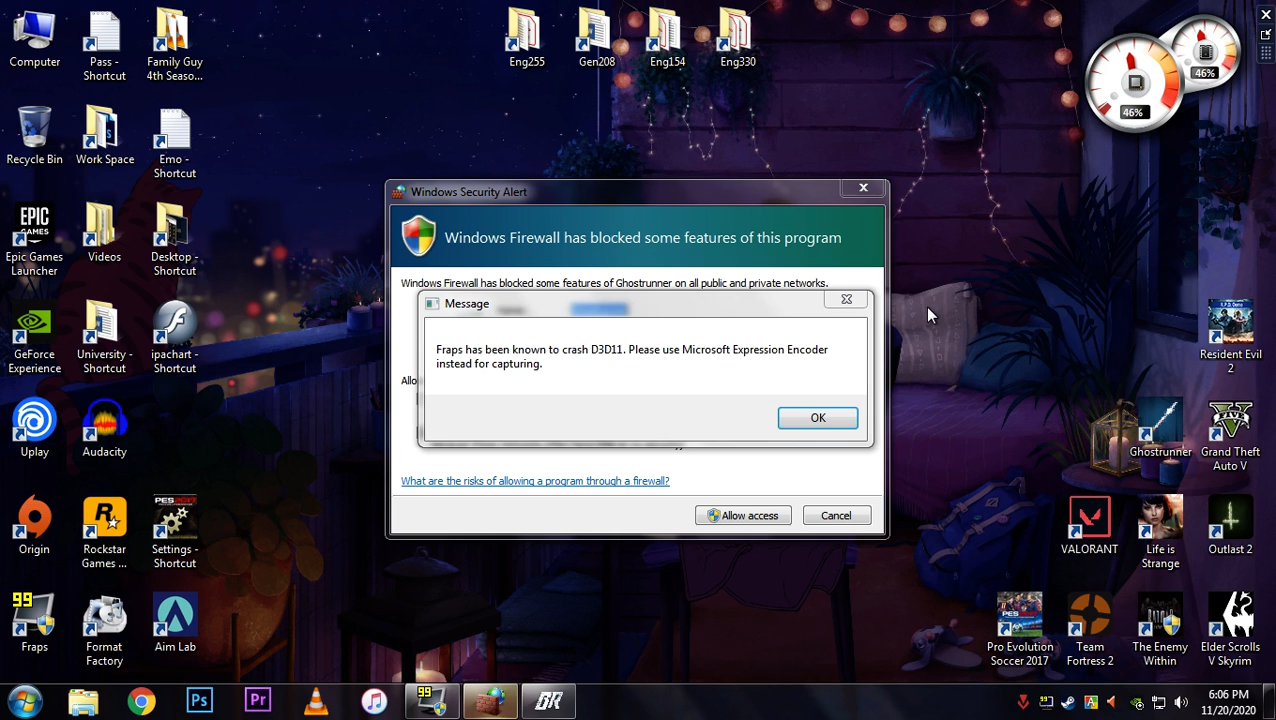 Computer
Pass -
Shortcut
Family Guy
4th Seaso...
Eng255
Gen208
Eng154
Eng330
46%
46%
Recycle Bin
Work Space
Emo -
Shortcut
EPIC
GAMES
Epic Games
Launcher
Videos
Desktop -
Shortcut
GeForce
Experience
University -
Shortcut
ipachart -
Shortcut
Uplay
Audacity
Origin
Rockstar
Games ...
PES2017
Settings -
Shortcut
99
Fraps
Format
Factory
Aim Lab
Windows Security Alert
Windows Firewall has blocked some features of this program
Windows Firewall has blocked some features of Ghostrunner on all public and private networks.
Message
Fraps has been known to crash D3D11. Please use Microsoft Expression Encoder
instead for capturing.
OK
What are the risks of allowing a program through a firewall?
Allow access
Cancel
R.P.D. Demo
Resident Evil
2
Ghostrunner
Grand Theft
Auto V
VALORANT
Life is
Strange
Outlast 2
Pro Evolution
Soccer 2017
Team
Fortress 2
The Enemy
Within
Elder Scrolls
V Skyrim
Ps
Pr
99
6:06 PM
11/20/2020